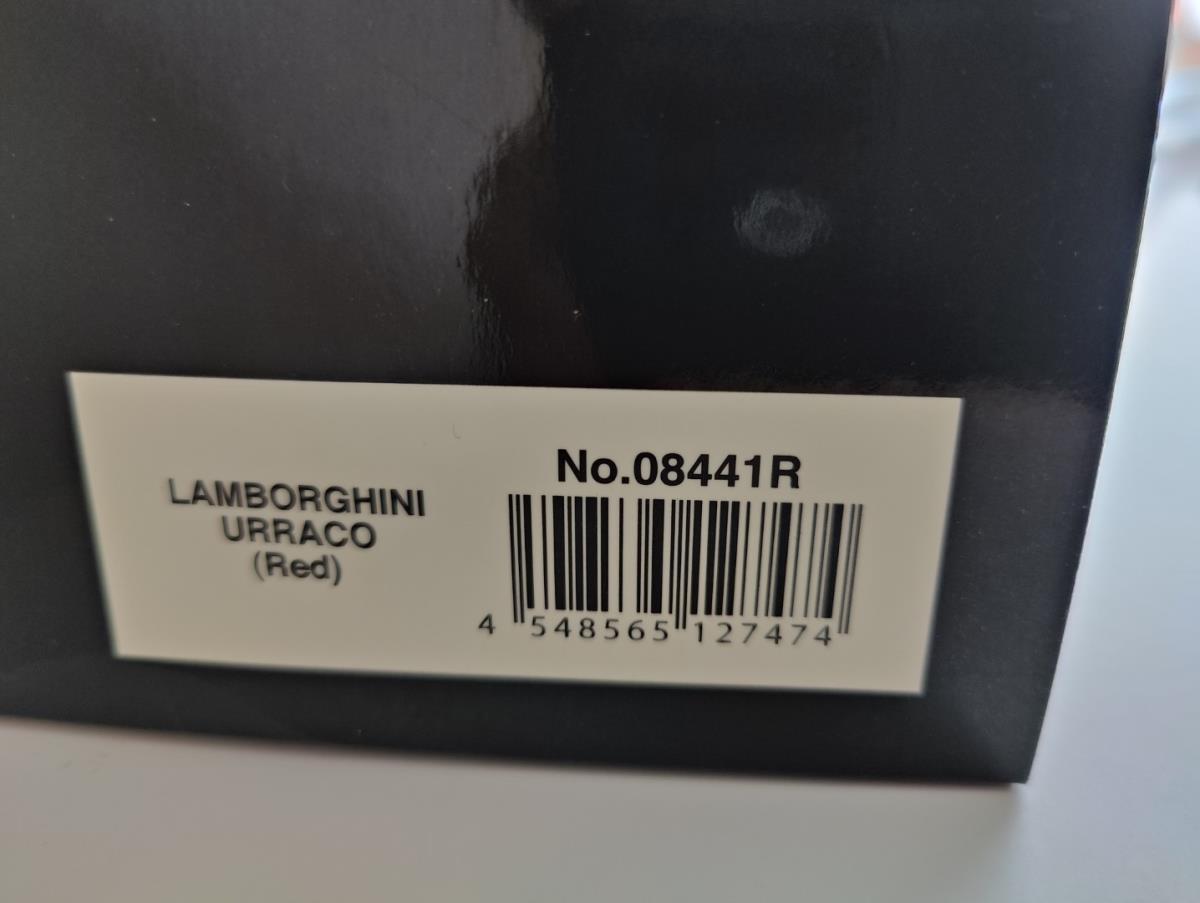 LAMBORGHINI
URRACO
(Red)
No.08441R
4 548565 127474